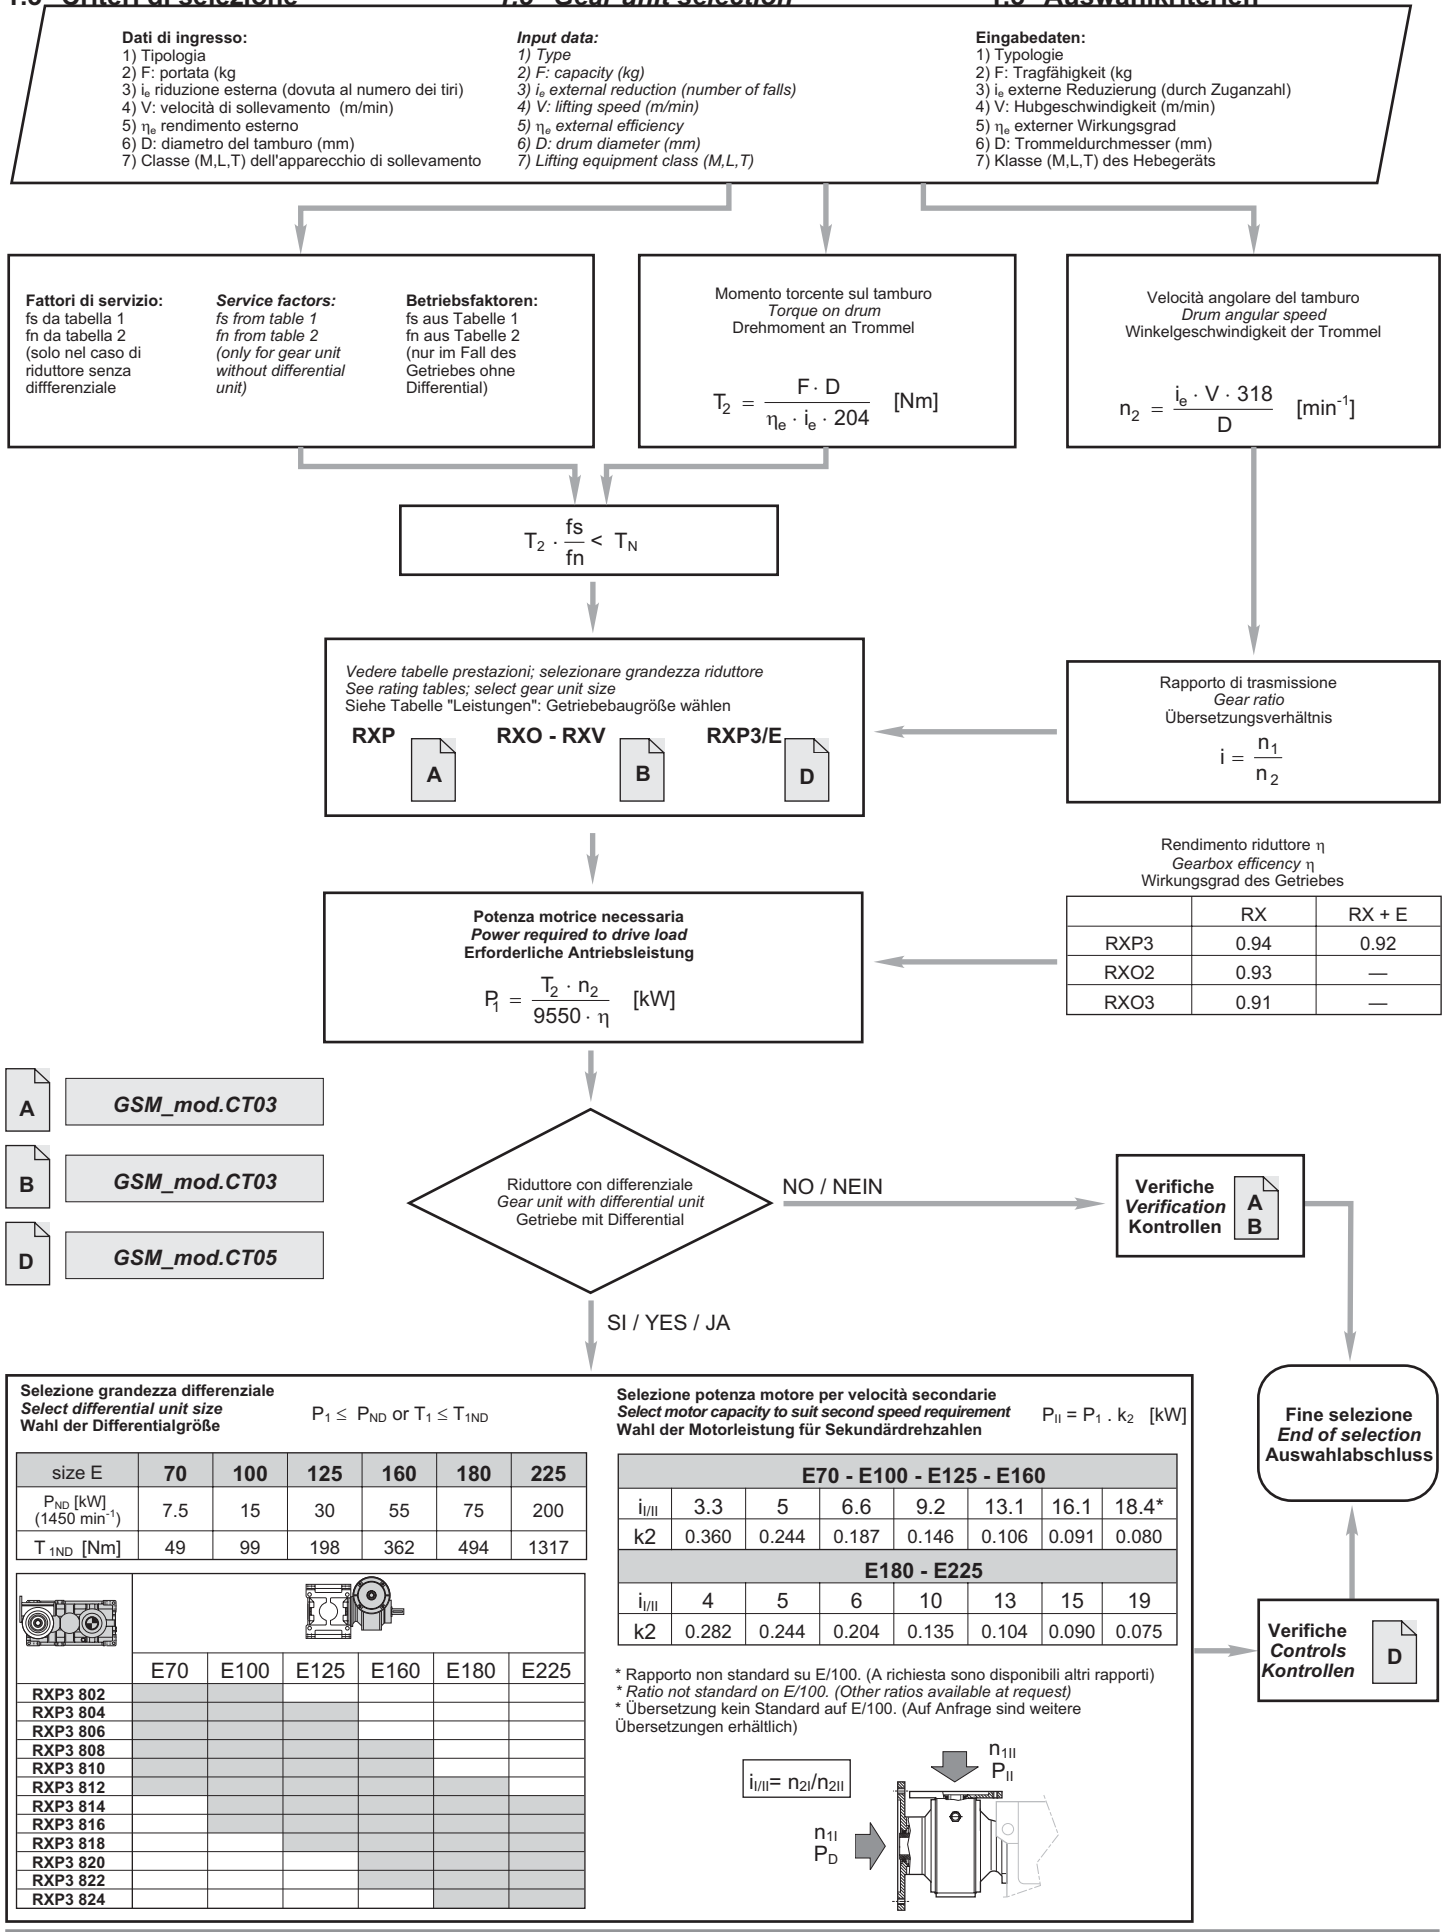 1.3 Criteri di selezione
1.3 Gear unit selection
1.3 Auswahlkriterien
Dati di ingresso:
1) Tipologia
2) F: portata (kg
3) ie riduzione esterna (dovuta al numero dei tiri)
4) V: velocità di sollevamento (m/min)
5) ηe rendimento esterno
6) D: diametro del tamburo (mm)
7) Classe (M,L,T) dell'apparecchio di sollevamento
Input data:
1) Type
2) F: capacity (kg)
3) ie external reduction (number of falls)
4) V: lifting speed (m/min)
5) ηe external efficiency
6) D: drum diameter (mm)
7) Lifting equipment class (M,L,T)
Eingabedaten:
1) Typologie
2) F: Tragfähigkeit (kg
3) ie externe Reduzierung (durch Zuganzahl)
4) V: Hubgeschwindigkeit (m/min)
5) ηe externer Wirkungsgrad
6) D: Trommeldurchmesser (mm)
7) Klasse (M,L,T) des Hebegeräts
Fattori di servizio:
fs da tabella 1
fn da tabella 2
(solo nel caso di
riduttore senza
diffferenziale
Service factors:
fs from table 1
fn from table 2
(only for gear unit
without differential
unit)
Betriebsfaktoren:
fs aus Tabelle 1
fn aus Tabelle 2
(nur im Fall des
Getriebes ohne
Differential)
Momento torcente sul tamburo
Torque on drum
Drehmoment an Trommel
T2 = F · D / ηe · ie · 204 [Nm]
Velocità angolare del tamburo
Drum angular speed
Winkelgeschwindigkeit der Trommel
n2 = ie · V · 318 / D [min-1]
T2 · fs / fn < TN
Vedere tabelle prestazioni; selezionare grandezza riduttore
See rating tables; select gear unit size
Siehe Tabelle "Leistungen": Getriebebaugröße wählen
RXP A RXO - RXV B RXP3/E D
Rapporto di trasmissione
Gear ratio
Übersetzungsverhältnis
i = n1 / n2
Rendimento riduttore η
Gearbox efficency η
Wirkungsgrad des Getriebes
RX RX + E
RXP3 0.94 0.92
RXO2 0.93 —
RXO3 0.91 —
Potenza motrice necessaria
Power required to drive load
Erforderliche Antriebsleistung
P1 = T2 · n2 / 9550 · η [kW]
A GSM_mod.CT03
B GSM_mod.CT03
D GSM_mod.CT05
Riduttore con differenziale
Gear unit with differential unit
Getriebe mit Differential
NO / NEIN
SI / YES / JA
Verifiche
Verification
Kontrollen
A
B
Selezione grandezza differenziale
Select differential unit size
Wahl der Differentialgröße
P1 ≤ PND or T1 ≤ T1ND
size E 70 100 125 160 180 225
PND [kW]
(1450 min-1) 7.5 15 30 55 75 200
T 1ND [Nm] 49 99 198 362 494 1317
E70 E100 E125 E160 E180 E225
RXP3 802
RXP3 804
RXP3 806
RXP3 808
RXP3 810
RXP3 812
RXP3 814
RXP3 816
RXP3 818
RXP3 820
RXP3 822
RXP3 824
Selezione potenza motore per velocità secondarie
Select motor capacity to suit second speed requirement
Wahl der Motorleistung für Sekundärdrehzahlen
PII = P1 . k2 [kW]
E70 - E100 - E125 - E160
iI/II 3.3 5 6.6 9.2 13.1 16.1 18.4*
k2 0.360 0.244 0.187 0.146 0.106 0.091 0.080
E180 - E225
iI/II 4 5 6 10 13 15 19
k2 0.282 0.244 0.204 0.135 0.104 0.090 0.075
* Rapporto non standard su E/100. (A richiesta sono disponibili altri rapporti)
* Ratio not standard on E/100. (Other ratios available at request)
* Übersetzung kein Standard auf E/100. (Auf Anfrage sind weitere
Übersetzungen erhältlich)
iI/II= n2I/n2II
n1II
PII
n1I
PD
Fine selezione
End of selection
Auswahlabschluss
Verifiche
Controls
Kontrollen
D